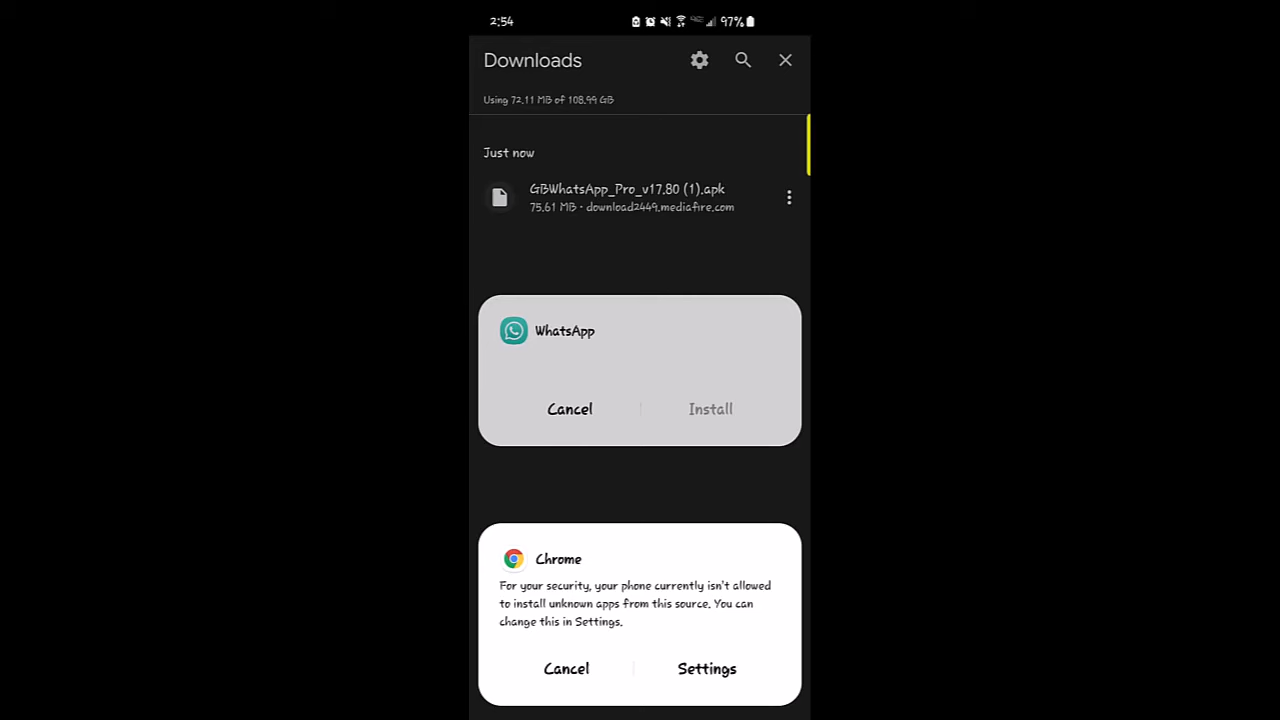 2:54 97%
Downloads
Using 72.11 MB of 108.99 GB
Just now
GBWhatsApp_Pro_v17.80 (1).apk
75.61 MB • download2449.mediafire.com
WhatsApp
Cancel Install
Chrome
For your security, your phone currently isn't allowed
to install unknown apps from this source. You can
change this in Settings.
Cancel Settings